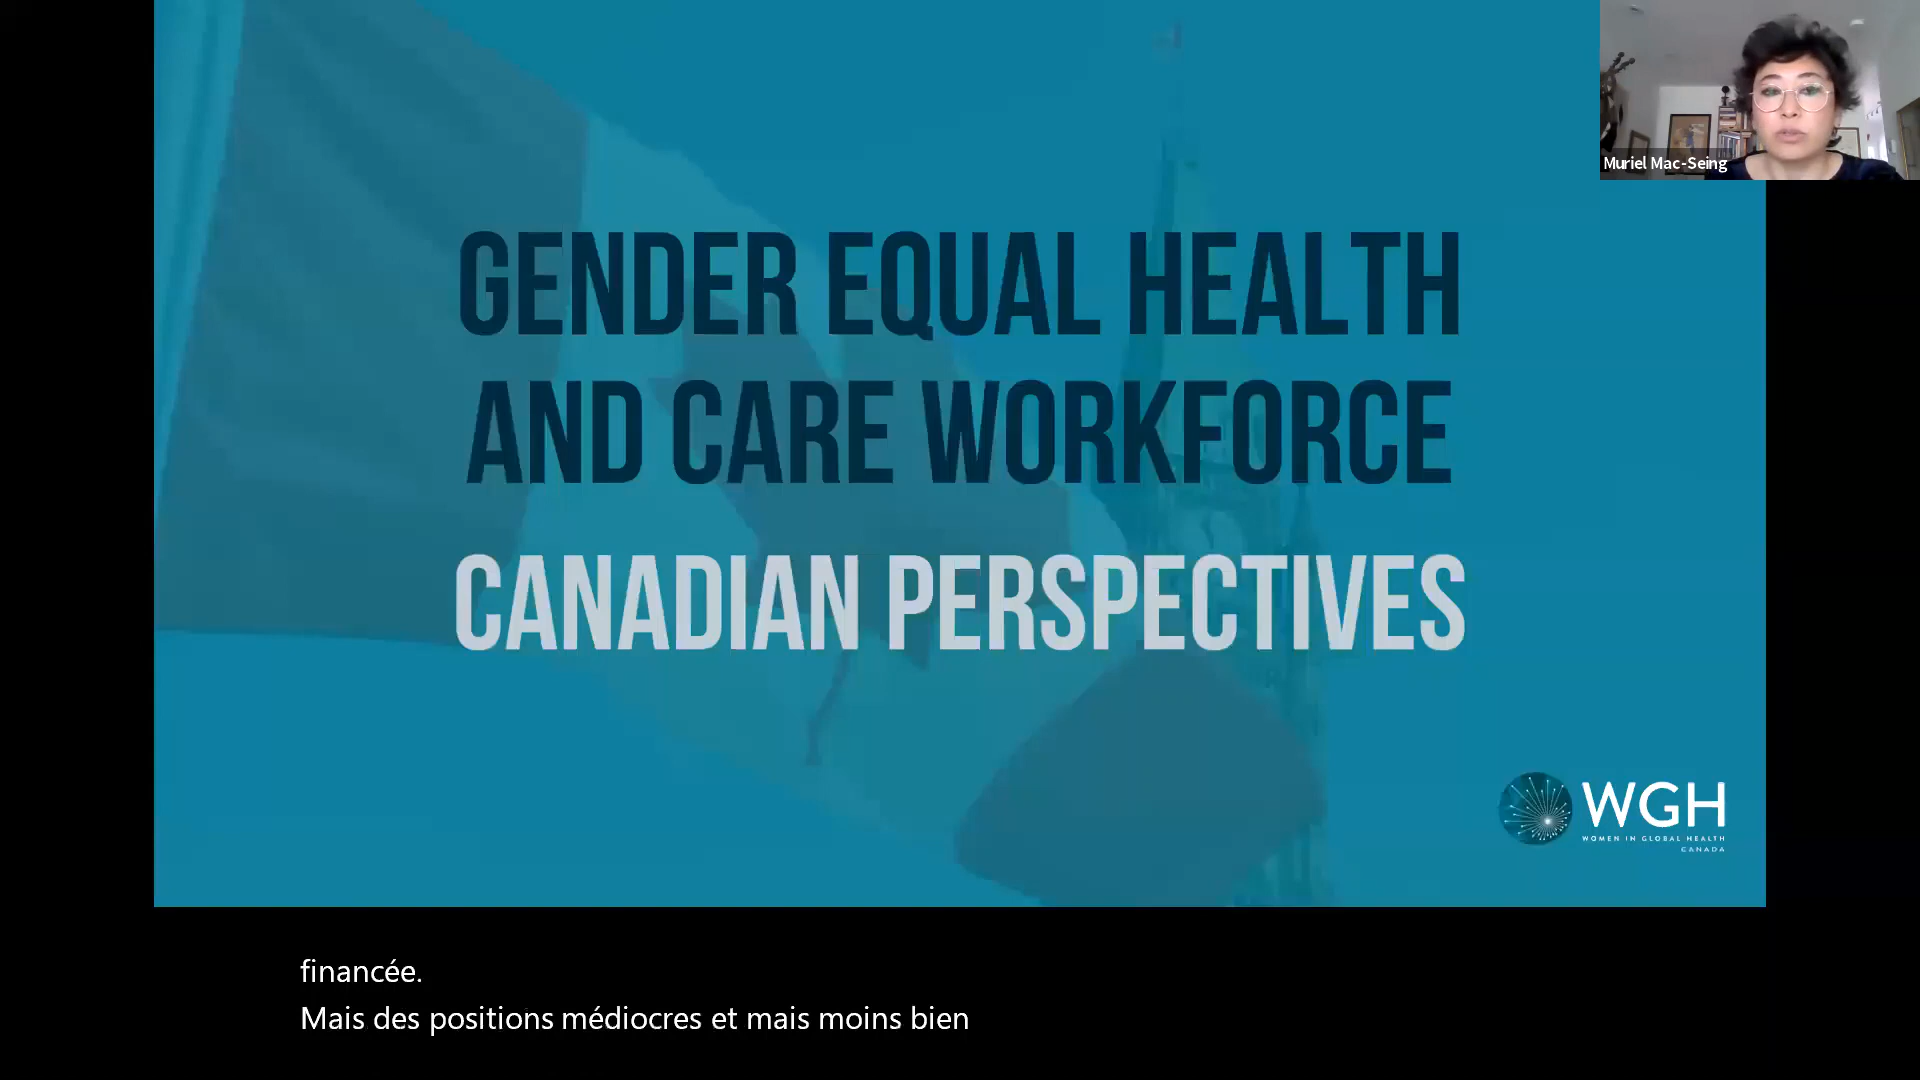 Muriel Mac-Seing
GENDER EQUAL HEALTH
AND CARE WORKFORCE
CANADIAN PERSPECTIVES
WGH
WOMEN IN GLOBAL HEALTH
CANADA
financée.
Mais des positions médiocres et mais moins bien